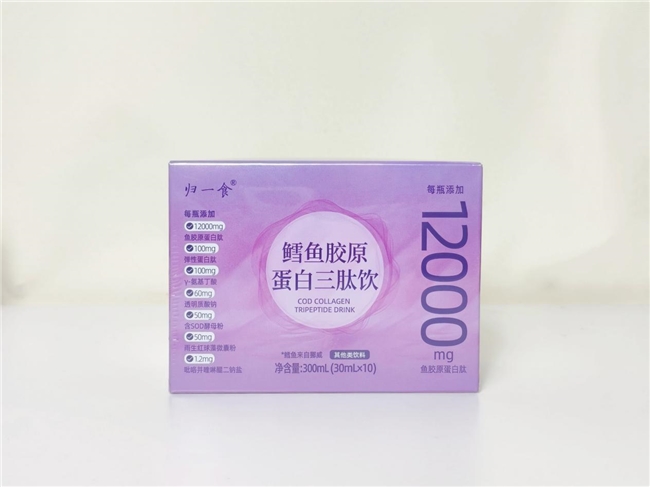 归一食®
每瓶添加
12000mg
鱼胶原蛋白肽
100mg
弹性蛋白肽
100mg
γ-氨基丁酸
60mg
透明质酸钠
50mg
含SOD酵母粉
50mg
雨生红球藻微囊粉
1.2mg
吡咯并喹啉醌二钠盐
鳕鱼胶原
蛋白三肽饮
COD COLLAGEN
TRIPEPTIDE DRINK
*鳕鱼来自挪威 其他类饮料
净含量:300mL(30mL×10)
每瓶添加
12000
mg
鱼胶原蛋白肽